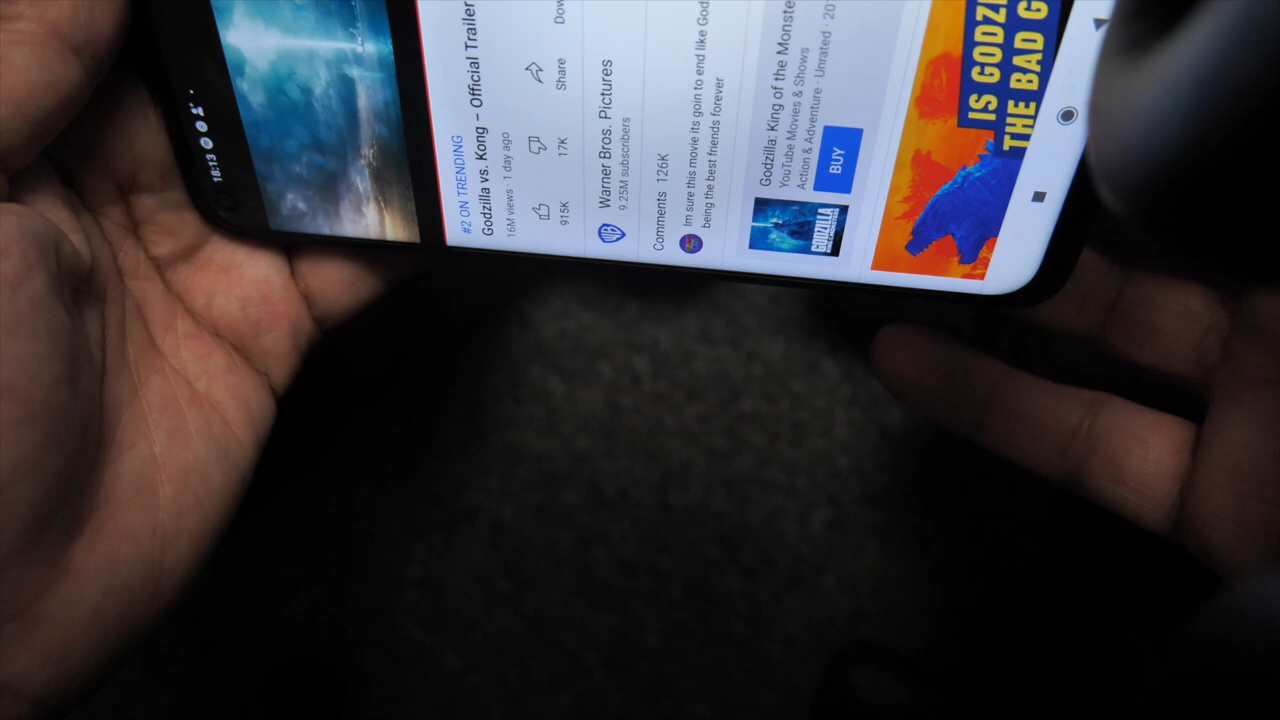 18:13
#2 ON TRENDING
Godzilla vs. Kong – Official Trailer
16M views · 1 day ago
915K
17K
Share
Warner Bros. Pictures
9.25M subscribers
Comments 126K
Im sure this movie its goin to end like God
being the best friends forever
Godzilla: King of the Monste
YouTube Movies & Shows
Action & Adventure · Unrated · 20
BUY
GODZILLA
IS GODZI
THE BAD G